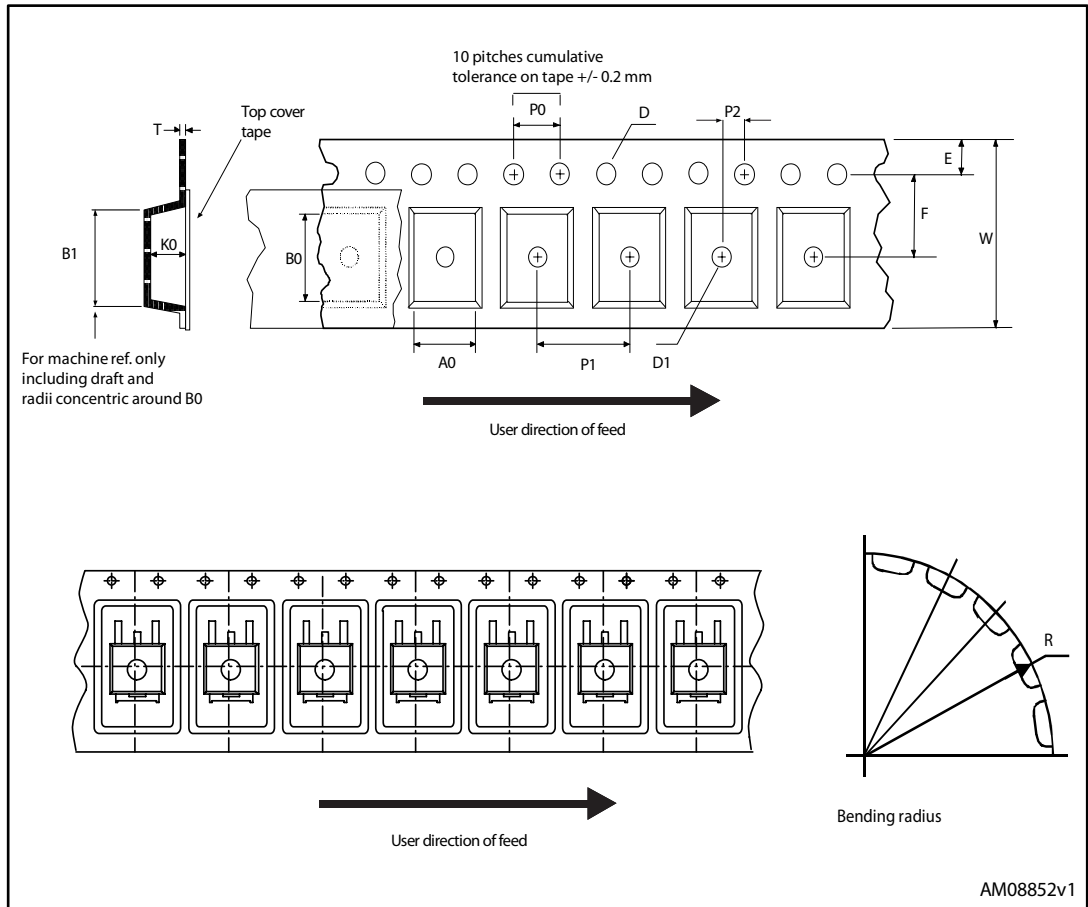 10 pitches cumulative
tolerance on tape +/- 0.2 mm
Top cover
tape
T
P0
D
P2
E
F
W
B1
K0
B0
For machine ref. only
including draft and
radii concentric around B0
A0
P1
D1
User direction of feed
R
Bending radius
User direction of feed
AM08852v1